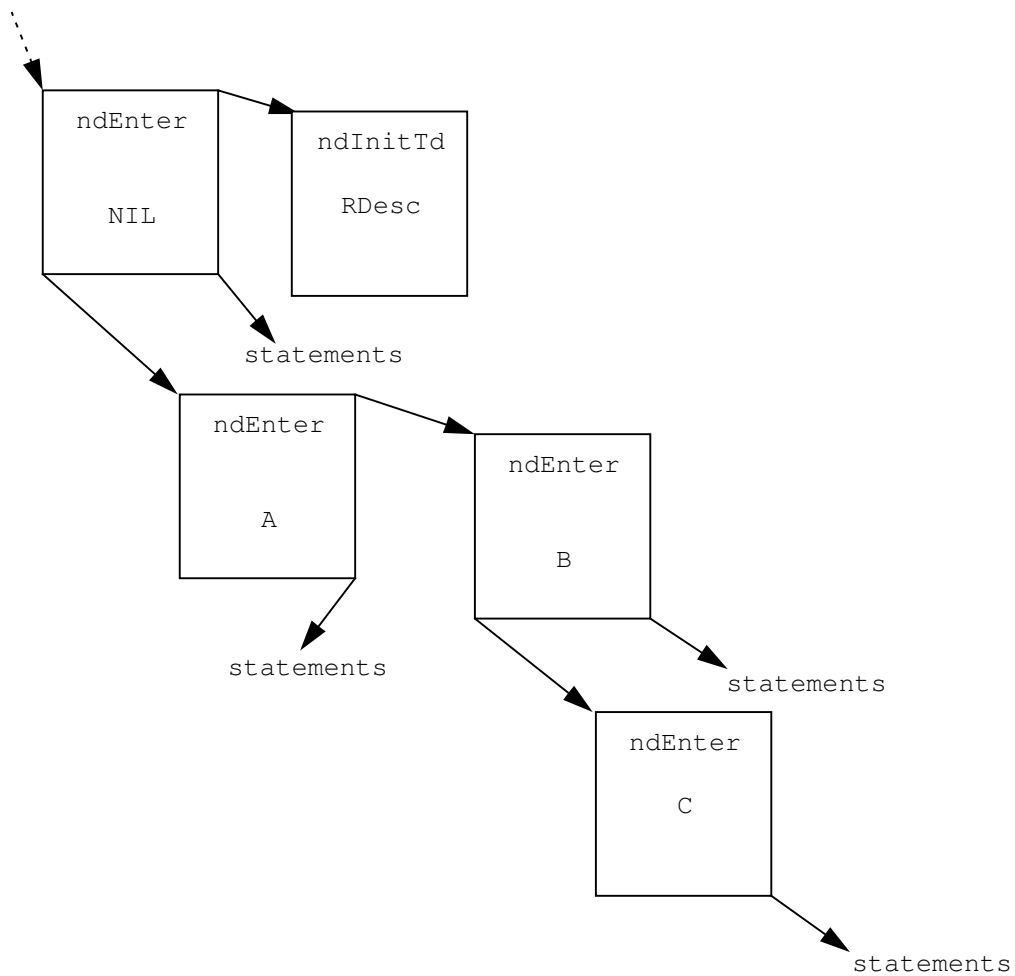 ndEnter
NIL
ndInitTd
RDesc
statements
ndEnter
A
statements
ndEnter
B
statements
ndEnter
C
statements